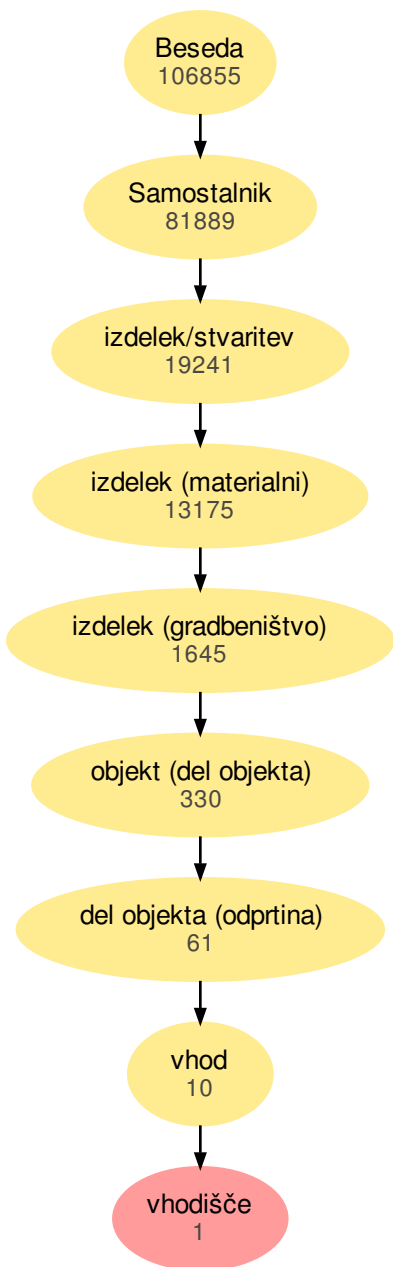 Beseda
106855
Samostalnik
81889
izdelek/stvaritev
19241
izdelek (materialni)
13175
izdelek (gradbeništvo)
1645
objekt (del objekta)
330
del objekta (odprtina)
61
vhod
10
vhodišče
1